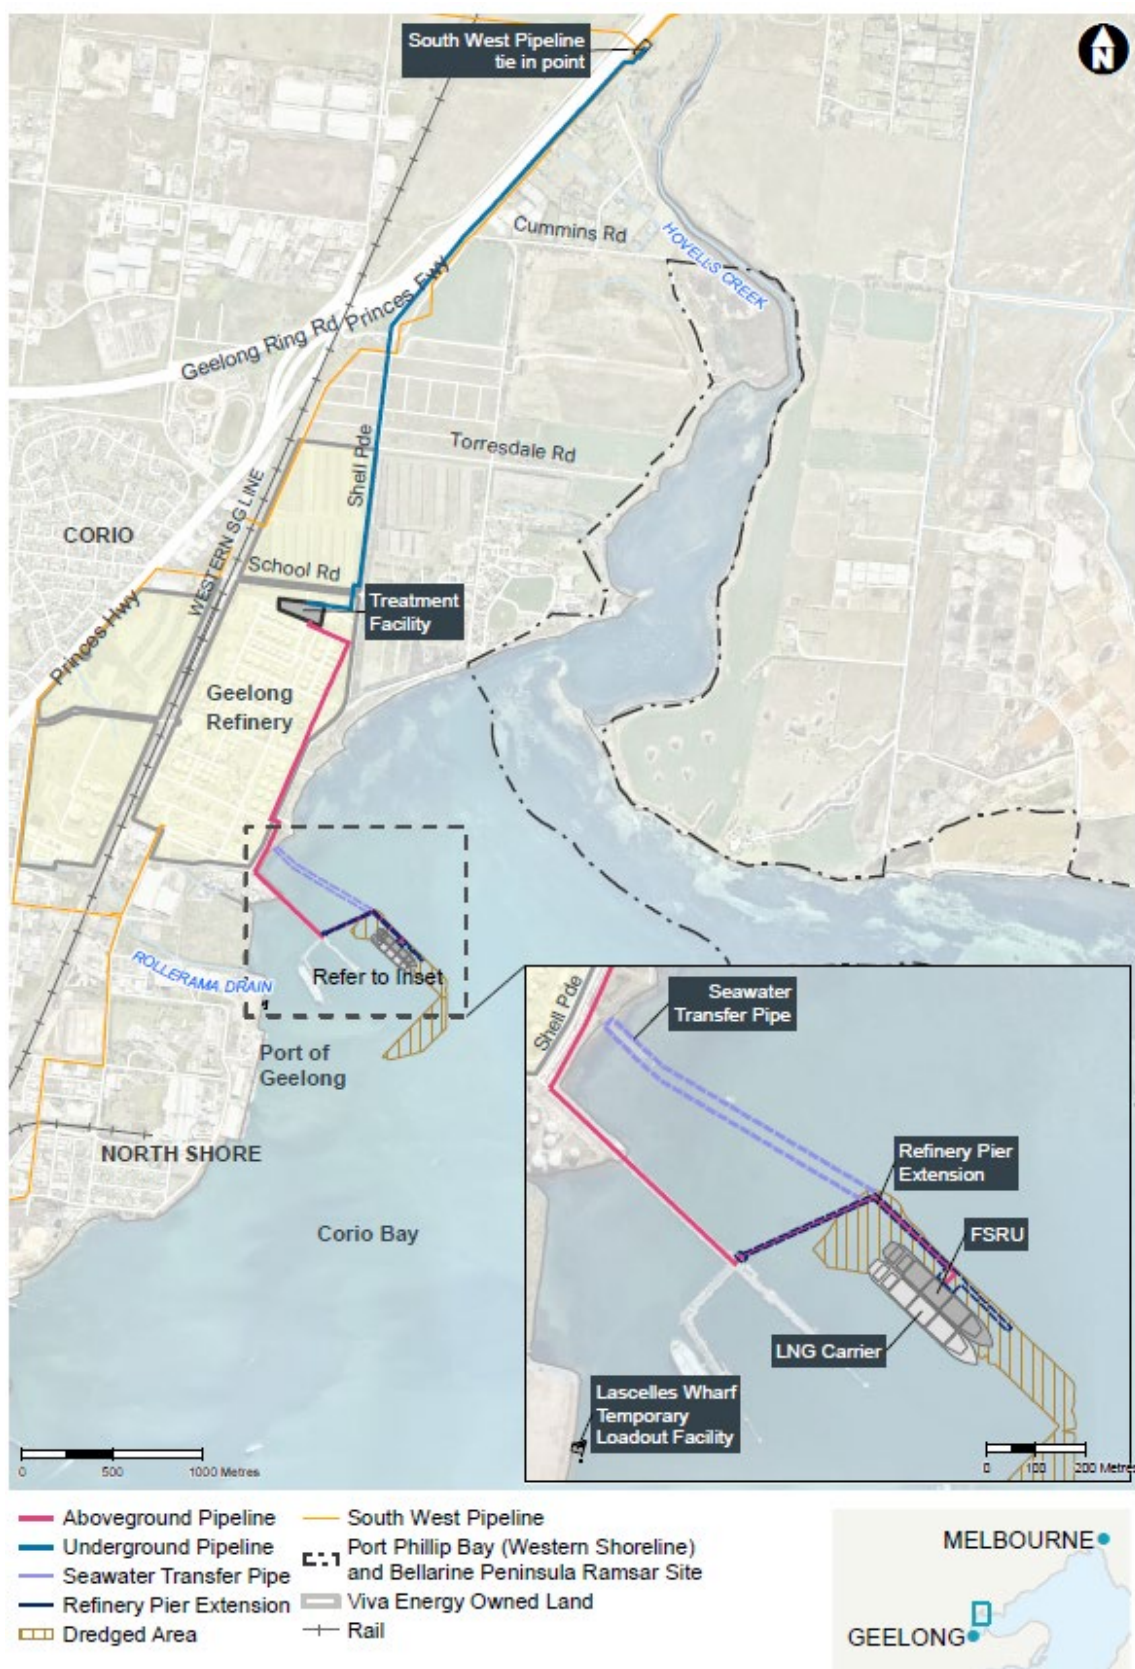 South West Pipeline
tie in point
N
Cummins Rd
HOVELLS CREEK
Princes Fwy
Geelong Ring Rd
Torresdale Rd
Shell Pde
WESTERN SG LINE
CORIO
School Rd
Treatment
Facility
Princes Hwy
Geelong
Refinery
Refer to Inset
ROLLERAMA DRAIN
Port of
Geelong
NORTH SHORE
Corio Bay
0 500 1000 Metres
Shell Pde
Seawater
Transfer Pipe
Refinery Pier
Extension
FSRU
LNG Carrier
Lascelles Wharf
Temporary
Loadout Facility
0 100 200 Metres
Aboveground Pipeline
Underground Pipeline
Seawater Transfer Pipe
Refinery Pier Extension
Dredged Area
South West Pipeline
Port Phillip Bay (Western Shoreline)
and Bellarine Peninsula Ramsar Site
Viva Energy Owned Land
Rail
MELBOURNE
GEELONG